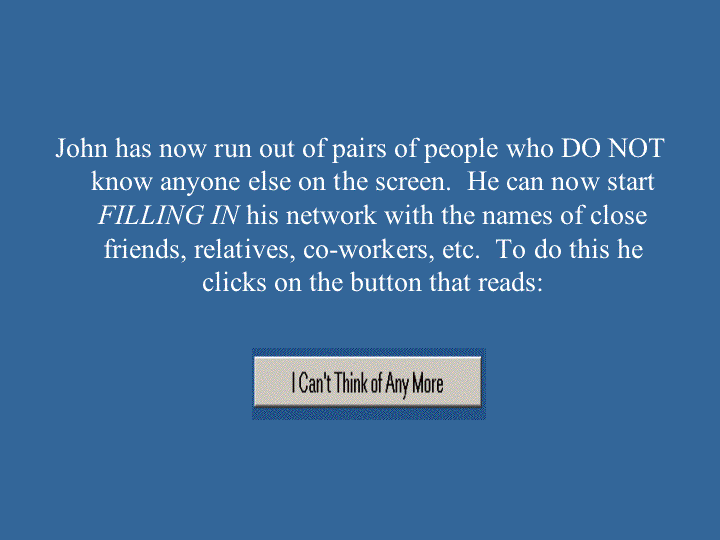 John has now run out of pairs of people who DO NOT
know anyone else on the screen.  He can now start
FILLING IN his network with the names of close
friends, relatives, co-workers, etc.  To do this he
clicks on the button that reads:
I Can't Think of Any More